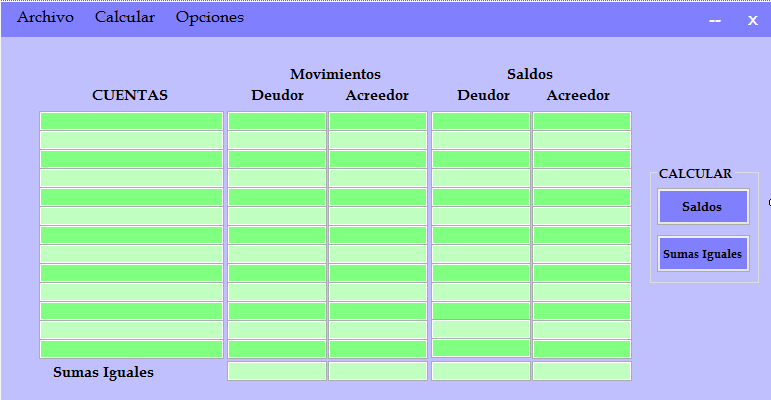 Archivo Calcular Opciones -- x
Movimientos Saldos
CUENTAS Deudor Acreedor Deudor Acreedor
CALCULAR
Saldos
Sumas Iguales
Sumas Iguales